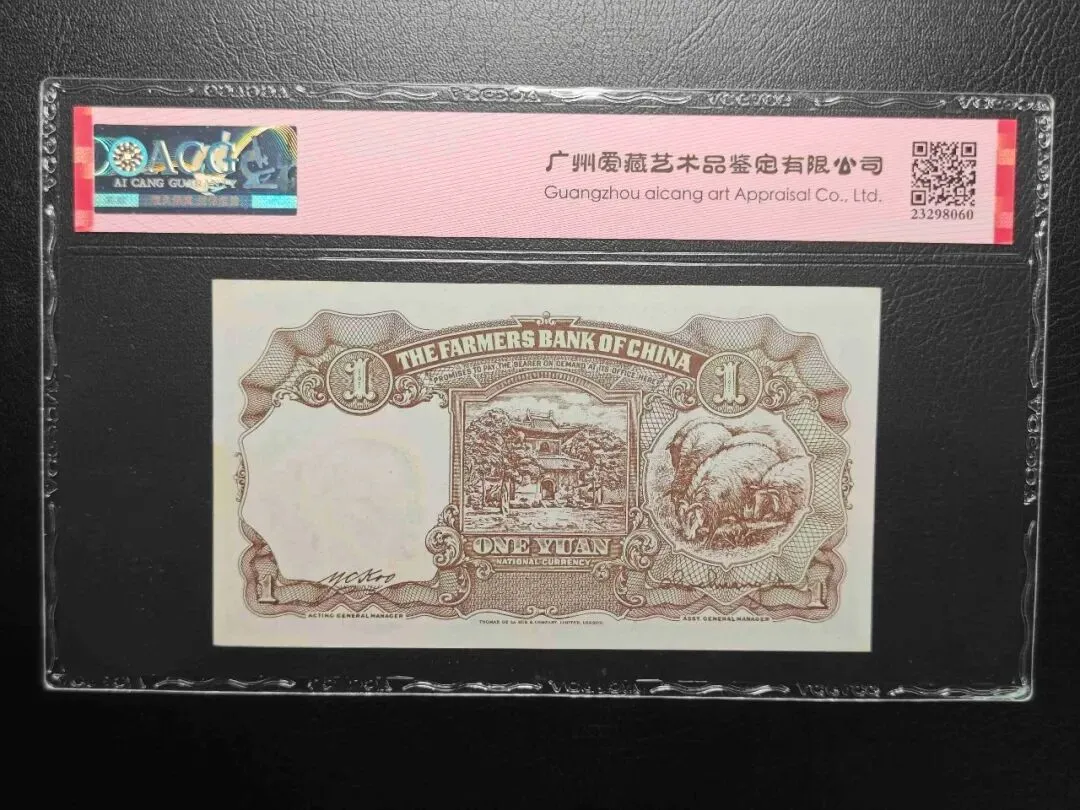 ACG
AI CANG GUARANTY
广州爱藏艺术品鉴定有限公司
Guangzhou aicang art Appraisal Co., Ltd.
23298060
THE FARMERS BANK OF CHINA
PROMISES TO PAY THE BEARER ON DEMAND AT ITS OFFICE HERE
1
1
ONE YUAN
NATIONAL CURRENCY
1
1
ACTING GENERAL MANAGER
THOMAS DE LA RUE & COMPANY, LIMITED, LONDON.
ASST. GENERAL MANAGER